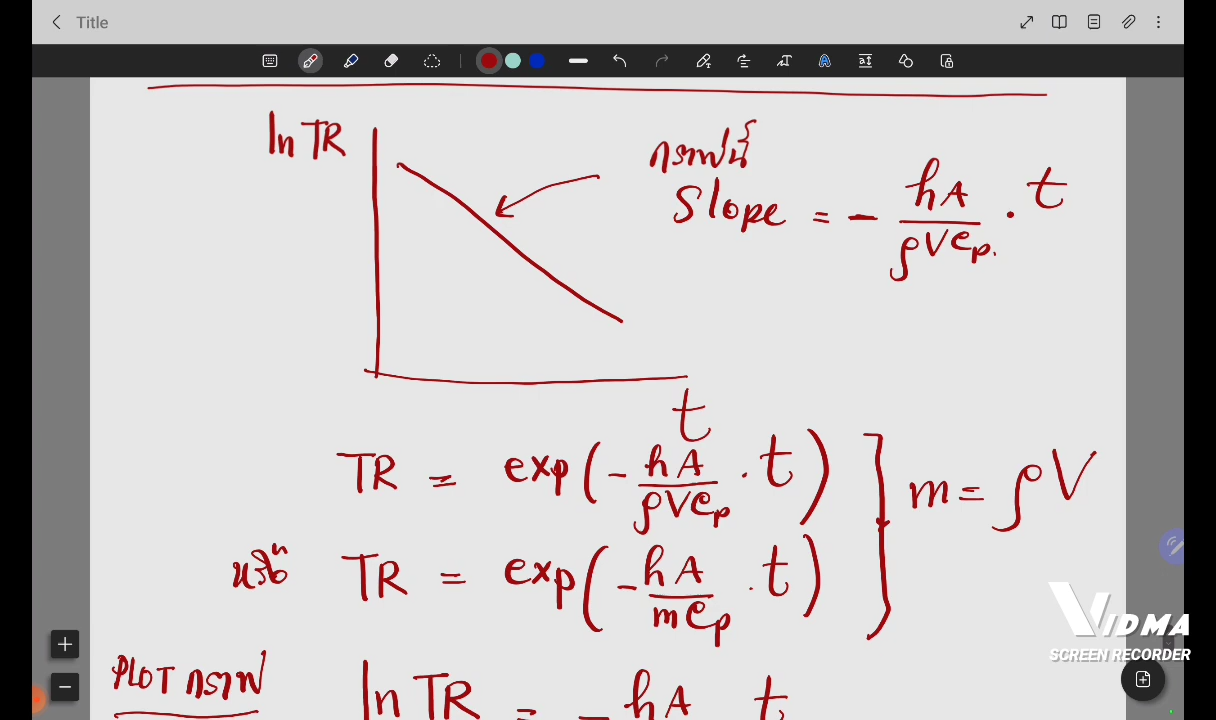 Title
ln TR
กราฟนี้
Slope = - hA/ρVCp · t
t
TR = exp(- hA/ρVCp · t)
m = ρV
หรือ TR = exp(- hA/mCp · t)
PLOT กราฟ
ln TR = - hA t
VIDMA
SCREEN RECORDER